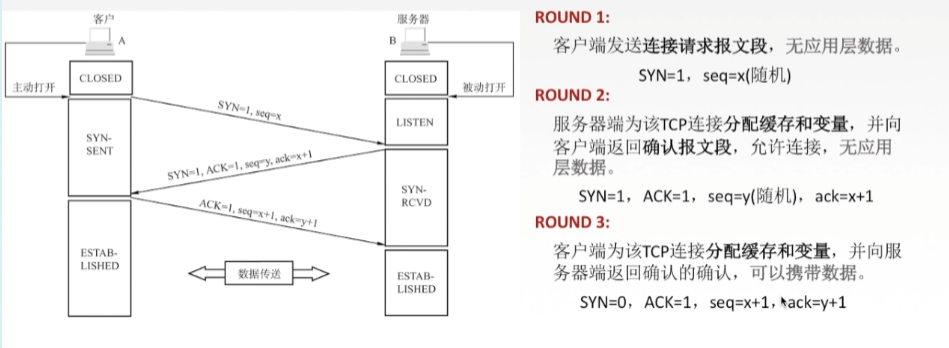 客户
A
主动打开
CLOSED
SYN-
SENT
ESTAB-
LISHED
服务器
B
被动打开
CLOSED
LISTEN
SYN-
RCVD
ESTAB-
LISHED
SYN=1, seq=x
SYN=1, ACK=1, seq=y, ack=x+1
ACK=1, seq=x+1, ack=y+1
数据传送
ROUND 1:
客户端发送连接请求报文段，无应用层数据。
SYN=1，seq=x(随机)
ROUND 2:
服务器端为该TCP连接分配缓存和变量，并向
客户端返回确认报文段，允许连接，无应用
层数据。
SYN=1，ACK=1，seq=y(随机)，ack=x+1
ROUND 3:
客户端为该TCP连接分配缓存和变量，并向服
务器端返回确认的确认，可以携带数据。
SYN=0，ACK=1，seq=x+1，ack=y+1